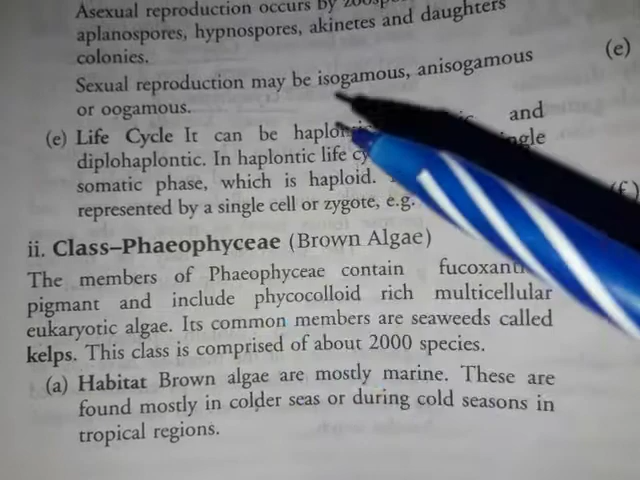 Asexual reproduction occurs by
aplanospores, hypnospores, akinetes and daughters
colonies.
Sexual reproduction may be isogamous, anisogamous
or oogamous.
(e)
(e) Life Cycle It can be and
diplohaplontic. In haplontic life
somatic phase, which is haploid.
(f)
represented by a single cell or zygote, e.g.
ii. Class–Phaeophyceae (Brown Algae)
The members of Phaeophyceae contain
pigmant and include phycocolloid rich multicellular
eukaryotic algae. Its common members are seaweeds called
kelps. This class is comprised of about 2000 species.
(a) Habitat Brown algae are mostly marine. These are
found mostly in colder seas or during cold seasons in
tropical regions.